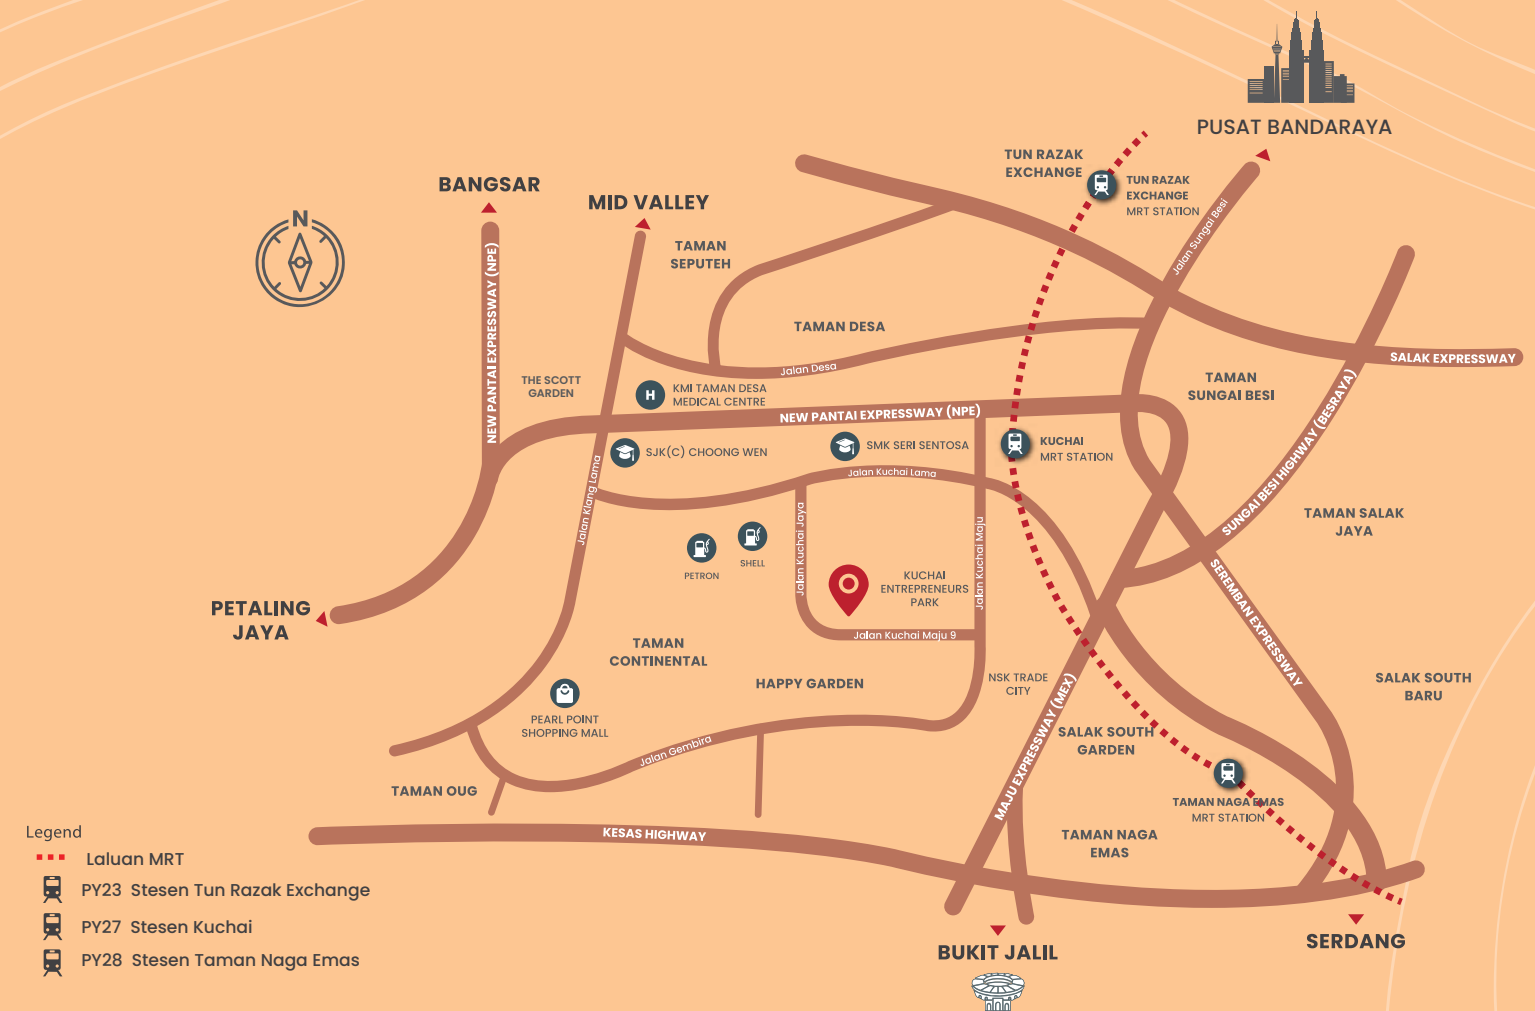 PUSAT BANDARAYA
TUN RAZAK
EXCHANGE
TUN RAZAK
EXCHANGE
MRT STATION
BANGSAR
MID VALLEY
N
TAMAN
SEPUTEH
Jalan Sungai Besi
NEW PANTAI EXPRESSWAY (NPE)
TAMAN DESA
SALAK EXPRESSWAY
Jalan Desa
THE SCOTT
GARDEN
H
KMI TAMAN DESA
MEDICAL CENTRE
TAMAN
SUNGAI BESI
NEW PANTAI EXPRESSWAY (NPE)
SUNGAI BESI HIGHWAY (BESRAYA)
SJK(C) CHOONG WEN
SMK SERI SENTOSA
KUCHAI
MRT STATION
Jalan Klang Lama
Jalan Kuchai Lama
TAMAN SALAK
JAYA
Jalan Kuchai Jaya
Jalan Kuchai Maju
PETRON
SHELL
KUCHAI
ENTREPRENEURS
PARK
SEREMBAN EXPRESSWAY
PETALING
JAYA
Jalan Kuchai Maju 9
TAMAN
CONTINENTAL
HAPPY GARDEN
NSK TRADE
CITY
SALAK SOUTH
BARU
MAJU EXPRESSWAY (MEX)
PEARL POINT
SHOPPING MALL
Jalan Gembira
SALAK SOUTH
GARDEN
TAMAN OUG
TAMAN NAGA EMAS
MRT STATION
KESAS HIGHWAY
TAMAN NAGA
EMAS
BUKIT JALIL
SERDANG
Legend
Laluan MRT
PY23 Stesen Tun Razak Exchange
PY27 Stesen Kuchai
PY28 Stesen Taman Naga Emas